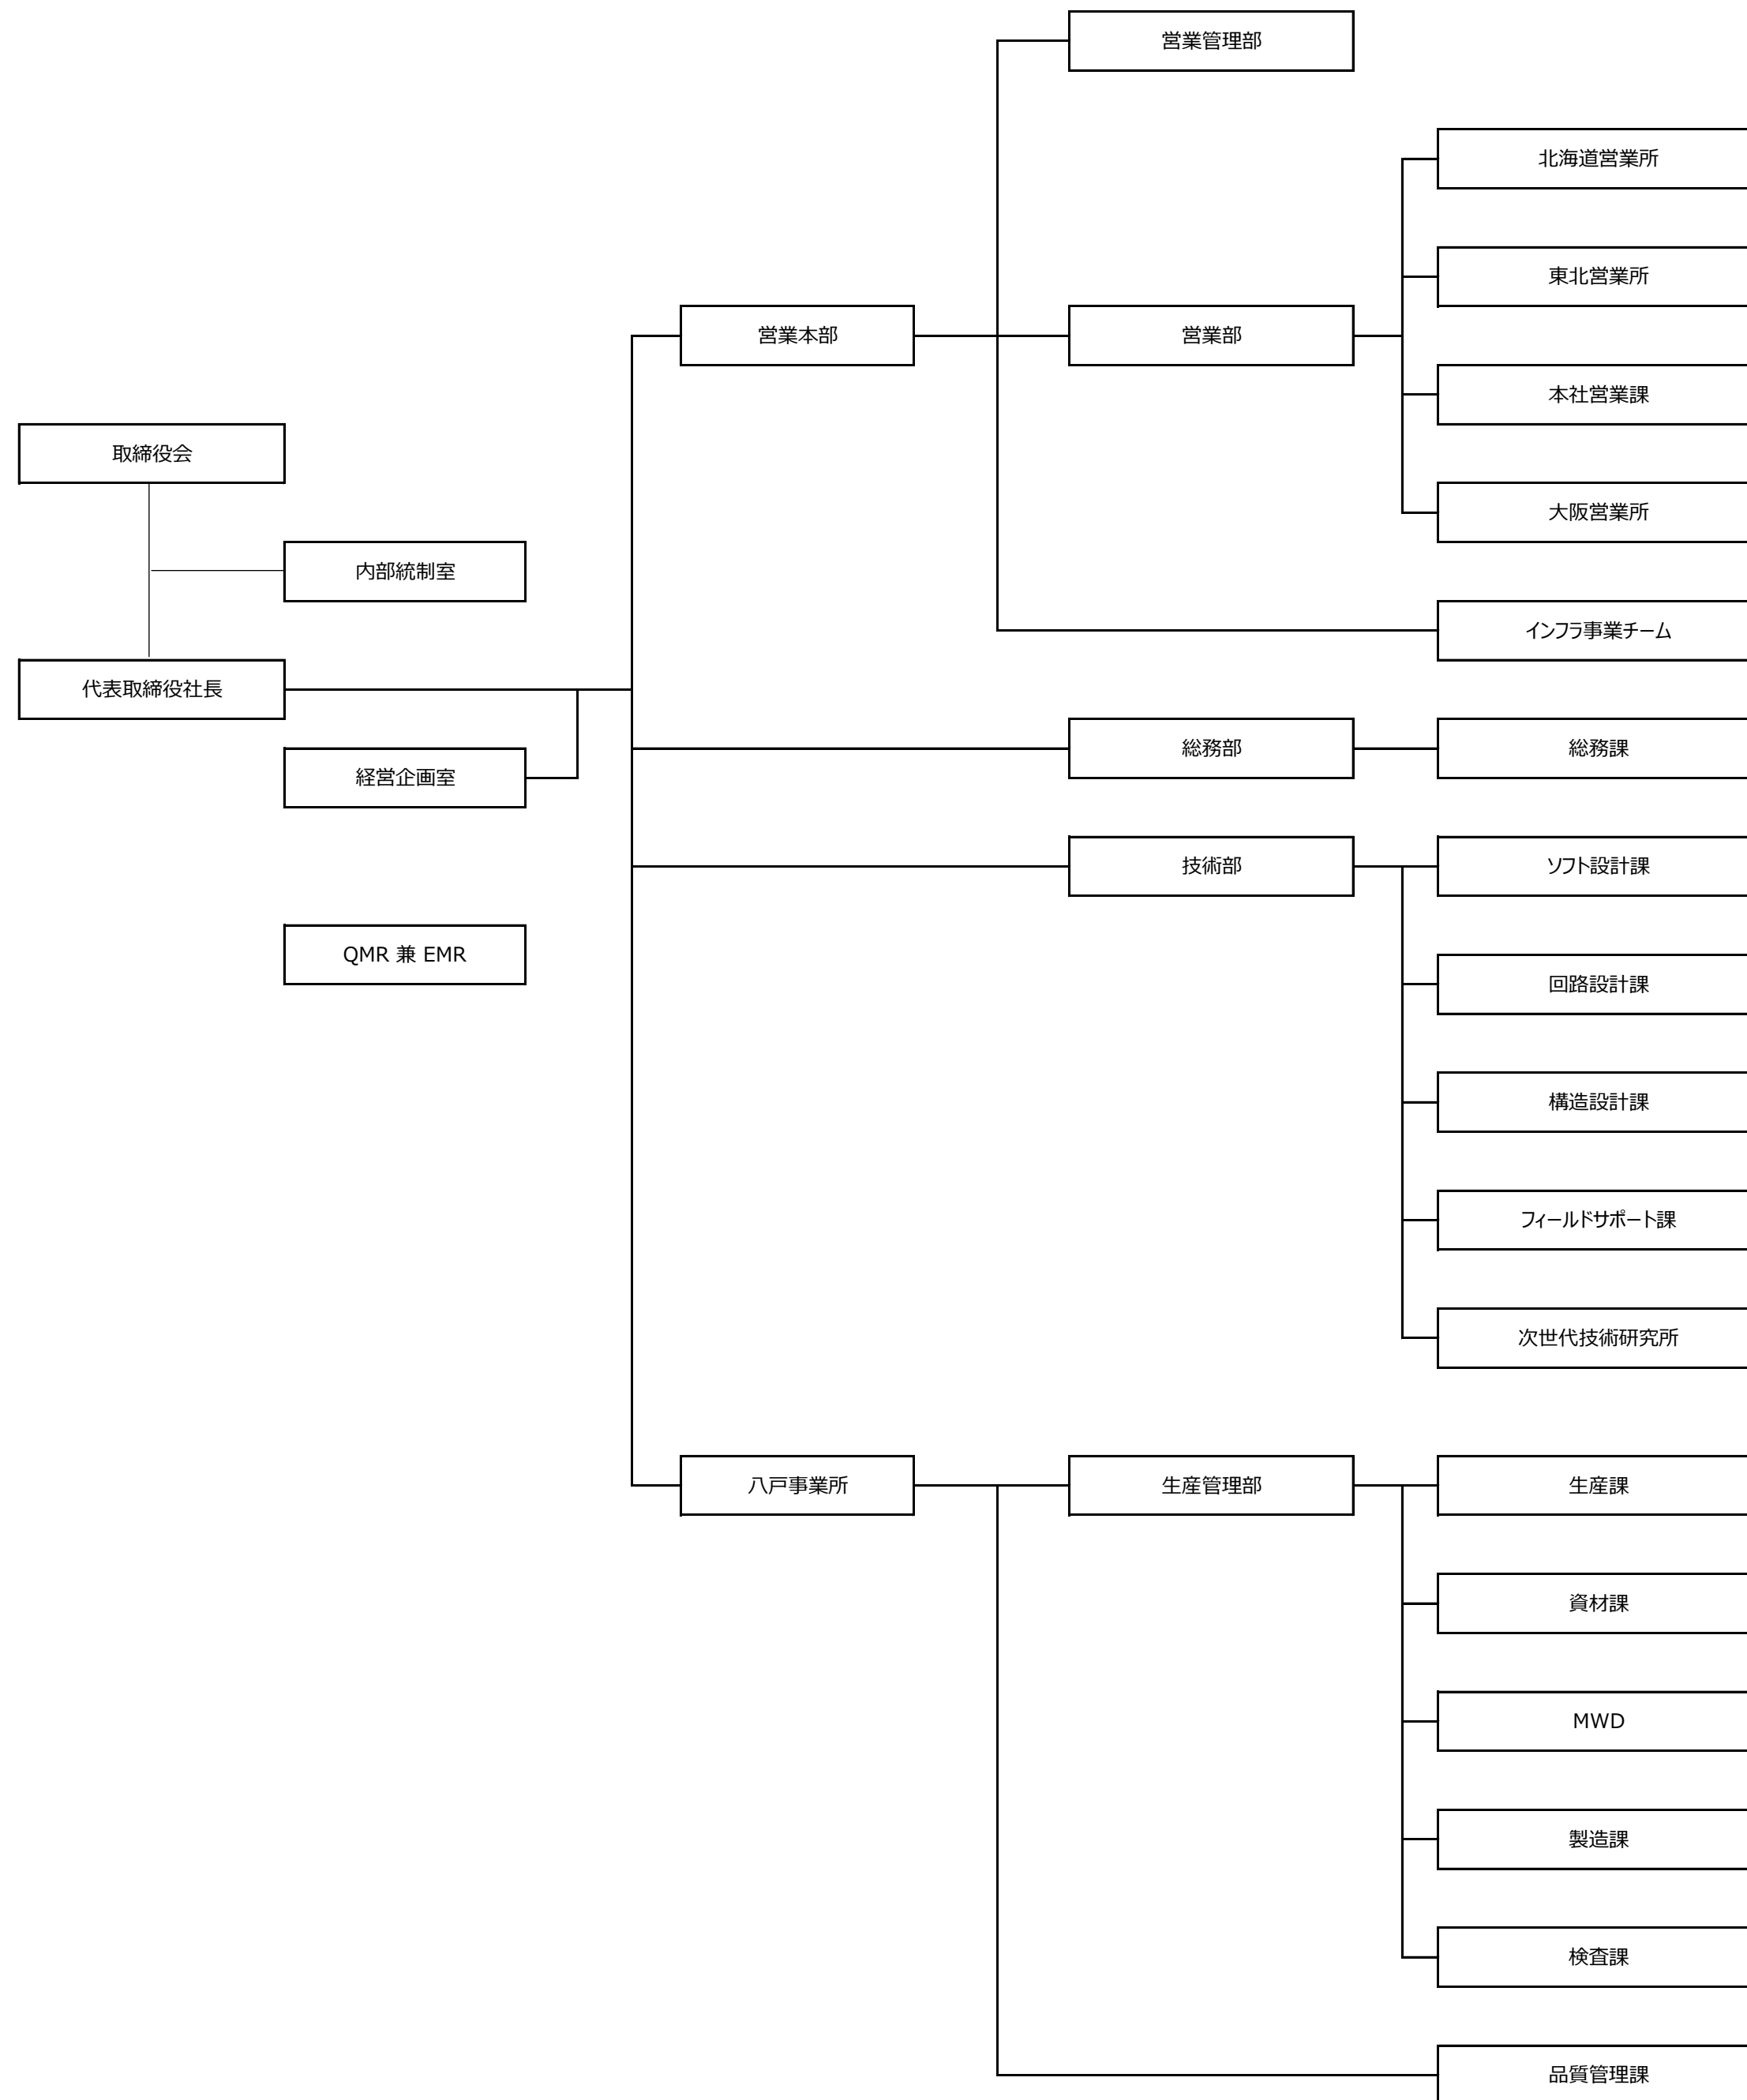 営業管理部
北海道営業所
東北営業所
営業本部
営業部
本社営業課
取締役会
大阪営業所
内部統制室
インフラ事業チーム
代表取締役社長
総務部
総務課
経営企画室
技術部
ソフト設計課
QMR 兼 EMR
回路設計課
構造設計課
フィールドサポート課
次世代技術研究所
八戸事業所
生産管理部
生産課
資材課
MWD
製造課
検査課
品質管理課